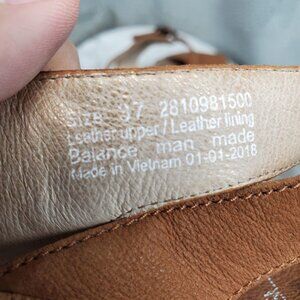 Size 37 2810981500
Leather upper / Leather lining
Balance man made
Made in Vietnam 01-01-2018